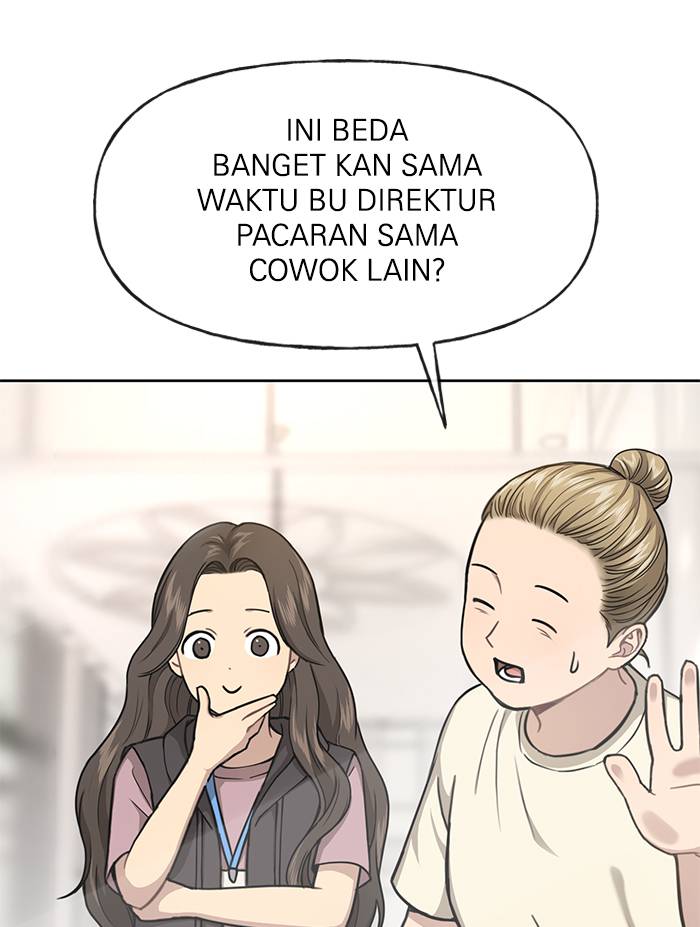 INI BEDA
BANGET KAN SAMA
WAKTU BU DIREKTUR
PACARAN SAMA
COWOK LAIN?